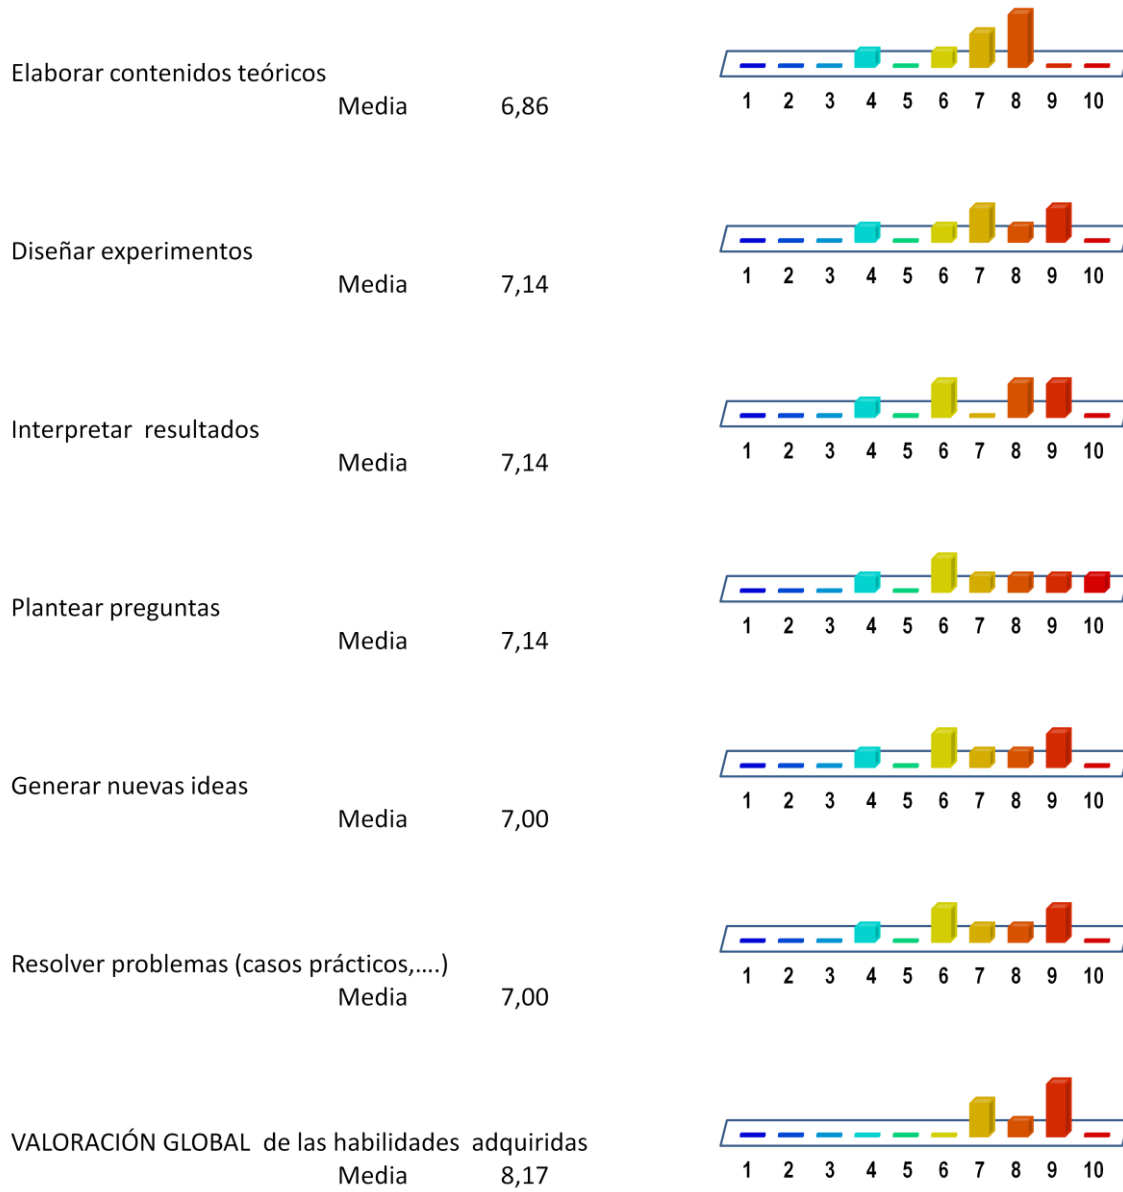 Elaborar contenidos teóricos
Media 6,86
1 2 3 4 5 6 7 8 9 10
Diseñar experimentos
Media 7,14
1 2 3 4 5 6 7 8 9 10
Interpretar resultados
Media 7,14
1 2 3 4 5 6 7 8 9 10
Plantear preguntas
Media 7,14
1 2 3 4 5 6 7 8 9 10
Generar nuevas ideas
Media 7,00
1 2 3 4 5 6 7 8 9 10
Resolver problemas (casos prácticos,....)
Media 7,00
1 2 3 4 5 6 7 8 9 10
VALORACIÓN GLOBAL de las habilidades adquiridas
Media 8,17
1 2 3 4 5 6 7 8 9 10